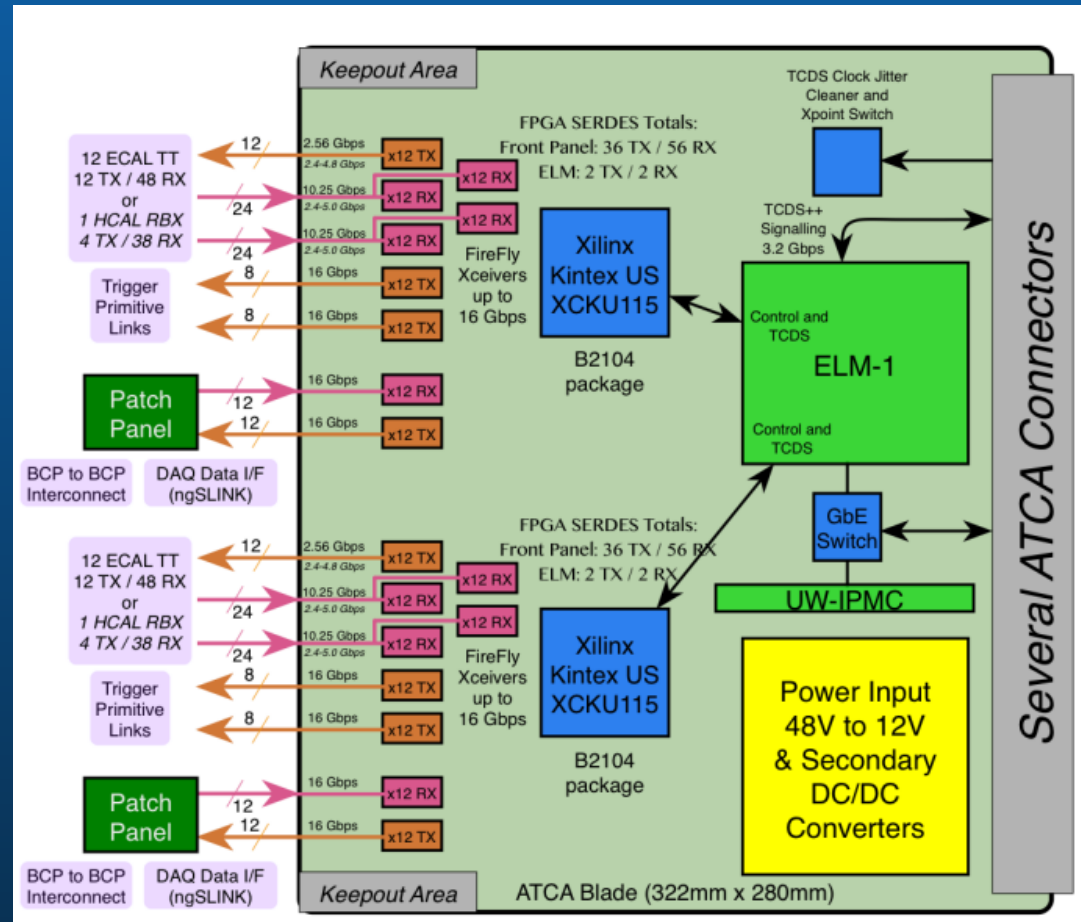 Keepout Area
TCDS Clock Jitter
Cleaner and
Xpoint Switch
FPGA SERDES Totals:
Front Panel: 36 TX / 56 RX
ELM: 2 TX / 2 RX
12 ECAL TT
12 TX / 48 RX
or
1 HCAL RBX
4 TX / 38 RX
12
2.56 Gbps
2.4-4.8 Gbps
x12 TX
x12 RX
24
10.25 Gbps
2.4-5.0 Gbps
x12 RX
x12 RX
24
10.25 Gbps
2.4-5.0 Gbps
x12 RX
FireFly
Xceivers
up to
16 Gbps
Trigger
Primitive
Links
8
16 Gbps
x12 TX
8
16 Gbps
x12 TX
Xilinx
Kintex US
XCKU115
B2104
package
TCDS++
Signalling
3.2 Gbps
Control and
TCDS
ELM-1
Control and
TCDS
Patch
Panel
12
16 Gbps
x12 RX
12
16 Gbps
x12 TX
BCP to BCP
Interconnect
DAQ Data I/F
(ngSLINK)
GbE
Switch
UW-IPMC
Several ATCA Connectors
FPGA SERDES Totals:
Front Panel: 36 TX / 56 RX
ELM: 2 TX / 2 RX
12 ECAL TT
12 TX / 48 RX
or
1 HCAL RBX
4 TX / 38 RX
12
2.56 Gbps
2.4-4.8 Gbps
x12 TX
x12 RX
24
10.25 Gbps
2.4-5.0 Gbps
x12 RX
x12 RX
24
10.25 Gbps
2.4-5.0 Gbps
x12 RX
FireFly
Xceivers
up to
16 Gbps
Trigger
Primitive
Links
8
16 Gbps
x12 TX
8
16 Gbps
x12 TX
Xilinx
Kintex US
XCKU115
B2104
package
Power Input
48V to 12V
& Secondary
DC/DC
Converters
Patch
Panel
12
16 Gbps
x12 RX
12
16 Gbps
x12 TX
BCP to BCP
Interconnect
DAQ Data I/F
(ngSLINK)
Keepout Area
ATCA Blade (322mm x 280mm)